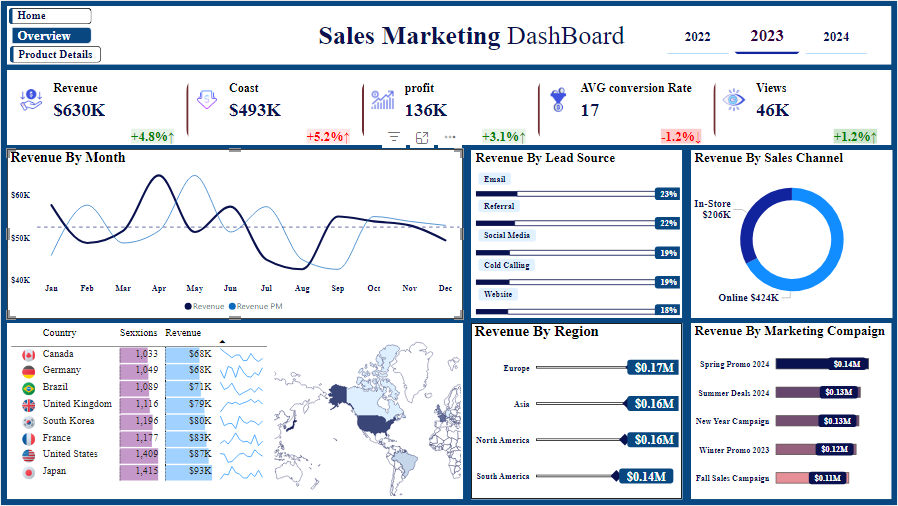 Home
Overview
Product Details
Sales Marketing DashBoard
2022
2023
2024
Revenue
$630K
+4.8%↑
Coast
$493K
+5.2%↑
profit
136K
+3.1%↑
AVG conversion Rate
17
-1.2%↓
Views
46K
+1.2%↑
Revenue By Month
$60K
$50K
$40K
Jan Feb Mar Apr May Jun Jul Aug Sep Oct Nov Dec
Revenue Revenue PM
Revenue By Lead Source
Email
23%
Referral
22%
Social Media
19%
Cold Calling
19%
Website
18%
Revenue By Sales Channel
In-Store
$206K
Online $424K
Country Sexxions Revenue
Canada 1,033 $68K
Germany 1,049 $68K
Brazil 1,089 $71K
United Kingdom 1,116 $79K
South Korea 1,196 $80K
France 1,177 $83K
United States 1,409 $87K
Japan 1,415 $93K
Revenue By Region
Europe $0.17M
Asia $0.16M
North America $0.16M
South America $0.14M
Revenue By Marketing Campaign
Spring Promo 2024 $0.14M
Summer Deals 2024 $0.13M
New Year Campaign $0.13M
Winter Promo 2023 $0.12M
Fall Sales Campaign $0.11M